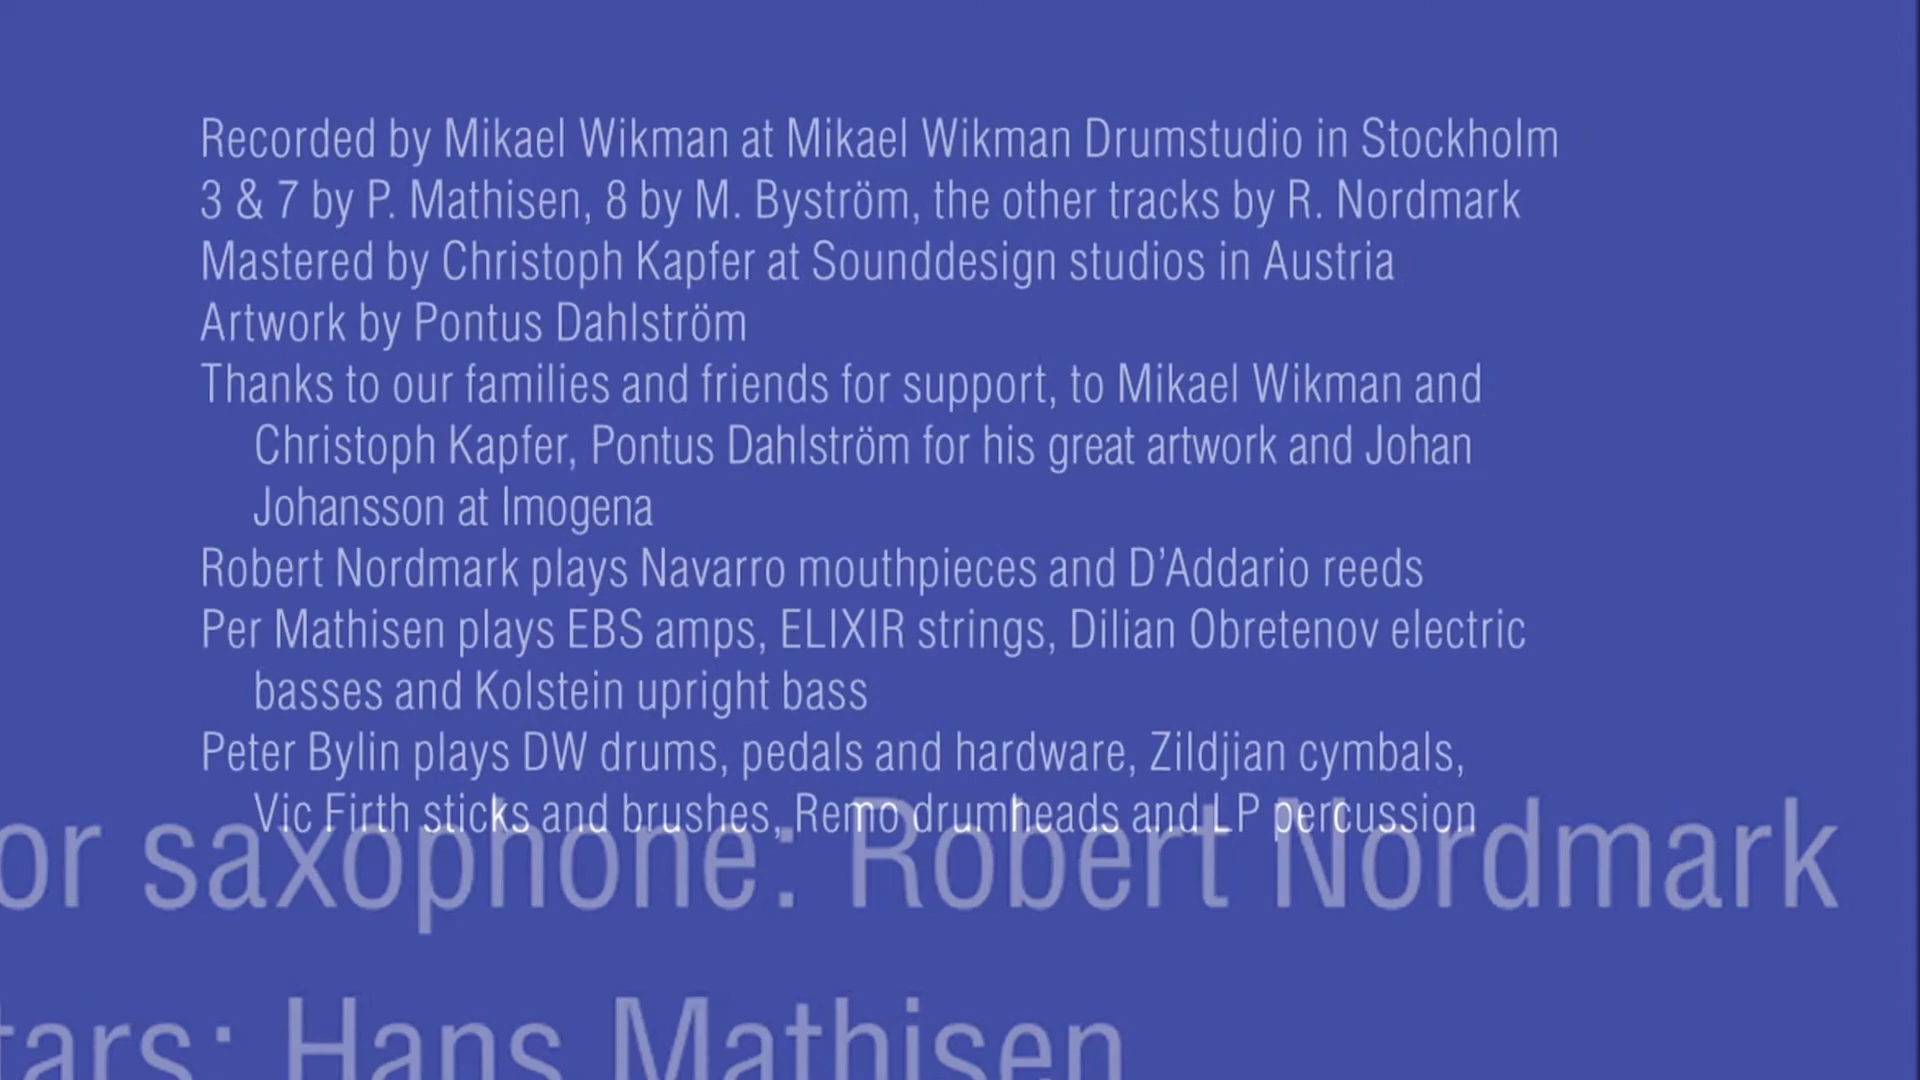 Recorded by Mikael Wikman at Mikael Wikman Drumstudio in Stockholm
3 & 7 by P. Mathisen, 8 by M. Byström, the other tracks by R. Nordmark
Mastered by Christoph Kapfer at Sounddesign studios in Austria
Artwork by Pontus Dahlström
Thanks to our families and friends for support, to Mikael Wikman and
Christoph Kapfer, Pontus Dahlström for his great artwork and Johan
Johansson at Imogena
Robert Nordmark plays Navarro mouthpieces and D’Addario reeds
Per Mathisen plays EBS amps, ELIXIR strings, Dilian Obretenov electric
basses and Kolstein upright bass
Peter Bylin plays DW drums, pedals and hardware, Zildjian cymbals,
Vic Firth sticks and brushes, Remo drumheads and LP percussion
or saxophone: Robert Nordmark
tars: Hans Mathisen